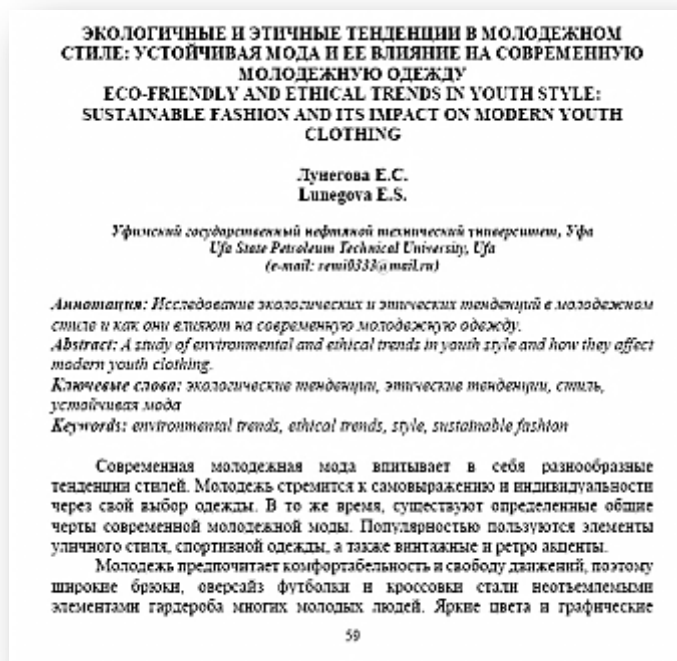 ЭКОЛОГИЧНЫЕ И ЭТИЧНЫЕ ТЕНДЕНЦИИ В МОЛОДЕЖНОМ
СТИЛЕ: УСТОЙЧИВАЯ МОДА И ЕЕ ВЛИЯНИЕ НА СОВРЕМЕННУЮ
МОЛОДЕЖНУЮ ОДЕЖДУ
ECO-FRIENDLY AND ETHICAL TRENDS IN YOUTH STYLE:
SUSTAINABLE FASHION AND ITS IMPACT ON MODERN YOUTH
CLOTHING
Лунегова Е.С.
Lunegova E.S.
Уфимский государственный нефтяной технический университет, Уфа
Ufa State Petroleum Technical University, Ufa
(e-mail: remi0333@mail.ru)
Аннотация: Исследование экологических и этических тенденций в молодежном
стиле и как они влияют на современную молодежную одежду.
Abstract: A study of environmental and ethical trends in youth style and how they affect
modern youth clothing.
Ключевые слова: экологические тенденции, этические тенденции, стиль,
устойчивая мода
Keywords: environmental trends, ethical trends, style, sustainable fashion
Современная молодежная мода впитывает в себя разнообразные
тенденции стилей. Молодежь стремится к самовыражению и индивидуальности
через свой выбор одежды. В то же время, существуют определенные общие
черты современной молодежной моды. Популярностью пользуются элементы
уличного стиля, спортивной одежды, а также винтажные и ретро акценты.
Молодежь предпочитает комфортабельность и свободу движений, поэтому
широкие брюки, оверсайз футболки и кроссовки стали неотъемлемыми
элементами гардероба многих молодых людей. Яркие цвета и графические
59